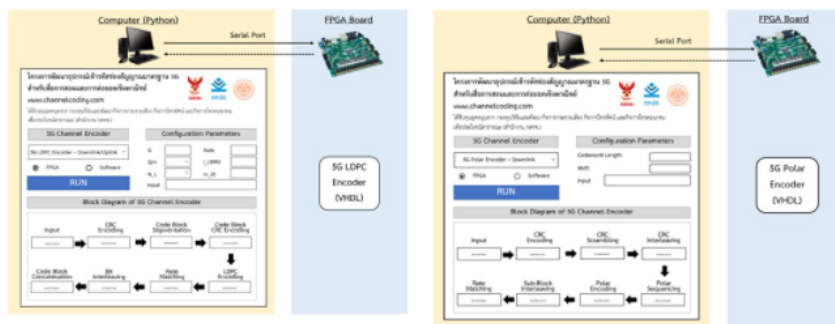 Computer (Python)
FPGA Board
Serial Port
โครงการพัฒนาอุปกรณ์เข้ารหัสช่องสัญญาณมาตรฐาน 5G
สำหรับสื่อการสอนและการต่อยอดเชิงพาณิชย์
www.channelcoding.com
5G Channel Encoder
Configuration Parameters
5G LDPC Encoder – Downlink/Uplink
FPGA
Software
RUN
G
Rate
Qm
I_LBRM
N_L
rv_id
Input
Block Diagram of 5G Channel Encoder
Input
CRC Encoding
Code Block Segmentation
Code Block CRC Encoding
Code Block Concatenation
Bit Interleaving
Rate Matching
LDPC Encoding
5G LDPC
Encoder
(VHDL)
Computer (Python)
FPGA Board
Serial Port
โครงการพัฒนาอุปกรณ์เข้ารหัสช่องสัญญาณมาตรฐาน 5G
สำหรับสื่อการสอนและการต่อยอดเชิงพาณิชย์
www.channelcoding.com
5G Channel Encoder
Configuration Parameters
5G Polar Encoder – Downlink
FPGA
Software
RUN
Codeword Length
RNTI
Input
Block Diagram of 5G Channel Encoder
Input
CRC Encoding
CRC Scrambling
CRC Interleaving
Rate Matching
Sub-Block Interleaving
Polar Encoding
Polar Sequencing
5G Polar
Encoder
(VHDL)